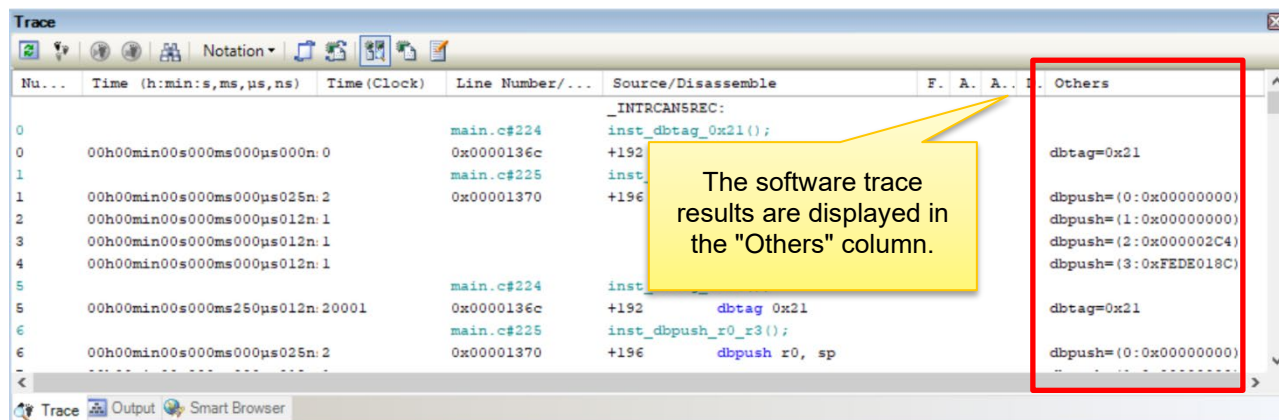 Trace
Notation
Nu... Time (h:min:s,ms,µs,ns) Time(Clock) Line Number/... Source/Disassemble F. A. A.. Others
_INTRCAN5REC:
0 main.c#224 inst_dbtag_0x21();
0 00h00min00s000ms000µs000n: 0 0x0000136c +192 dbtag=0x21
1 main.c#225 inst_
1 00h00min00s000ms000µs025n: 2 0x00001370 +196 dbpush=(0:0x00000000)
2 00h00min00s000ms000µs012n: 1 dbpush=(1:0x00000000)
3 00h00min00s000ms000µs012n: 1 dbpush=(2:0x000002C4)
4 00h00min00s000ms000µs012n: 1 dbpush=(3:0xFEDE018C)
The software trace
results are displayed in
the "Others" column.
5 main.c#224
5 00h00min00s000ms250µs012n: 20001 0x0000136c +192 dbtag 0x21 dbtag=0x21
6 main.c#225 inst_dbpush_r0_r3();
6 00h00min00s000ms000µs025n: 2 0x00001370 +196 dbpush r0, sp dbpush=(0:0x00000000)
Trace Output Smart Browser